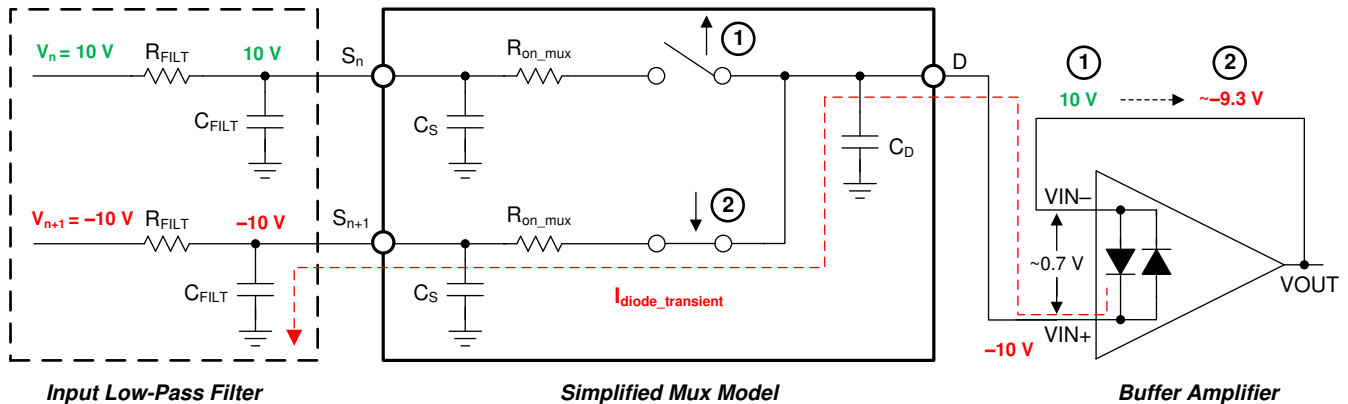 Vn = 10 V
RFILT
10 V
Sn
Ron_mux
1
D
1
2
10 V
~–9.3 V
CFILT
CS
CD
Vn+1 = –10 V
RFILT
–10 V
Sn+1
Ron_mux
2
VIN–
~0.7 V
CFILT
CS
Idiode_transient
VOUT
VIN+
–10 V
Input Low-Pass Filter
Simplified Mux Model
Buffer Amplifier